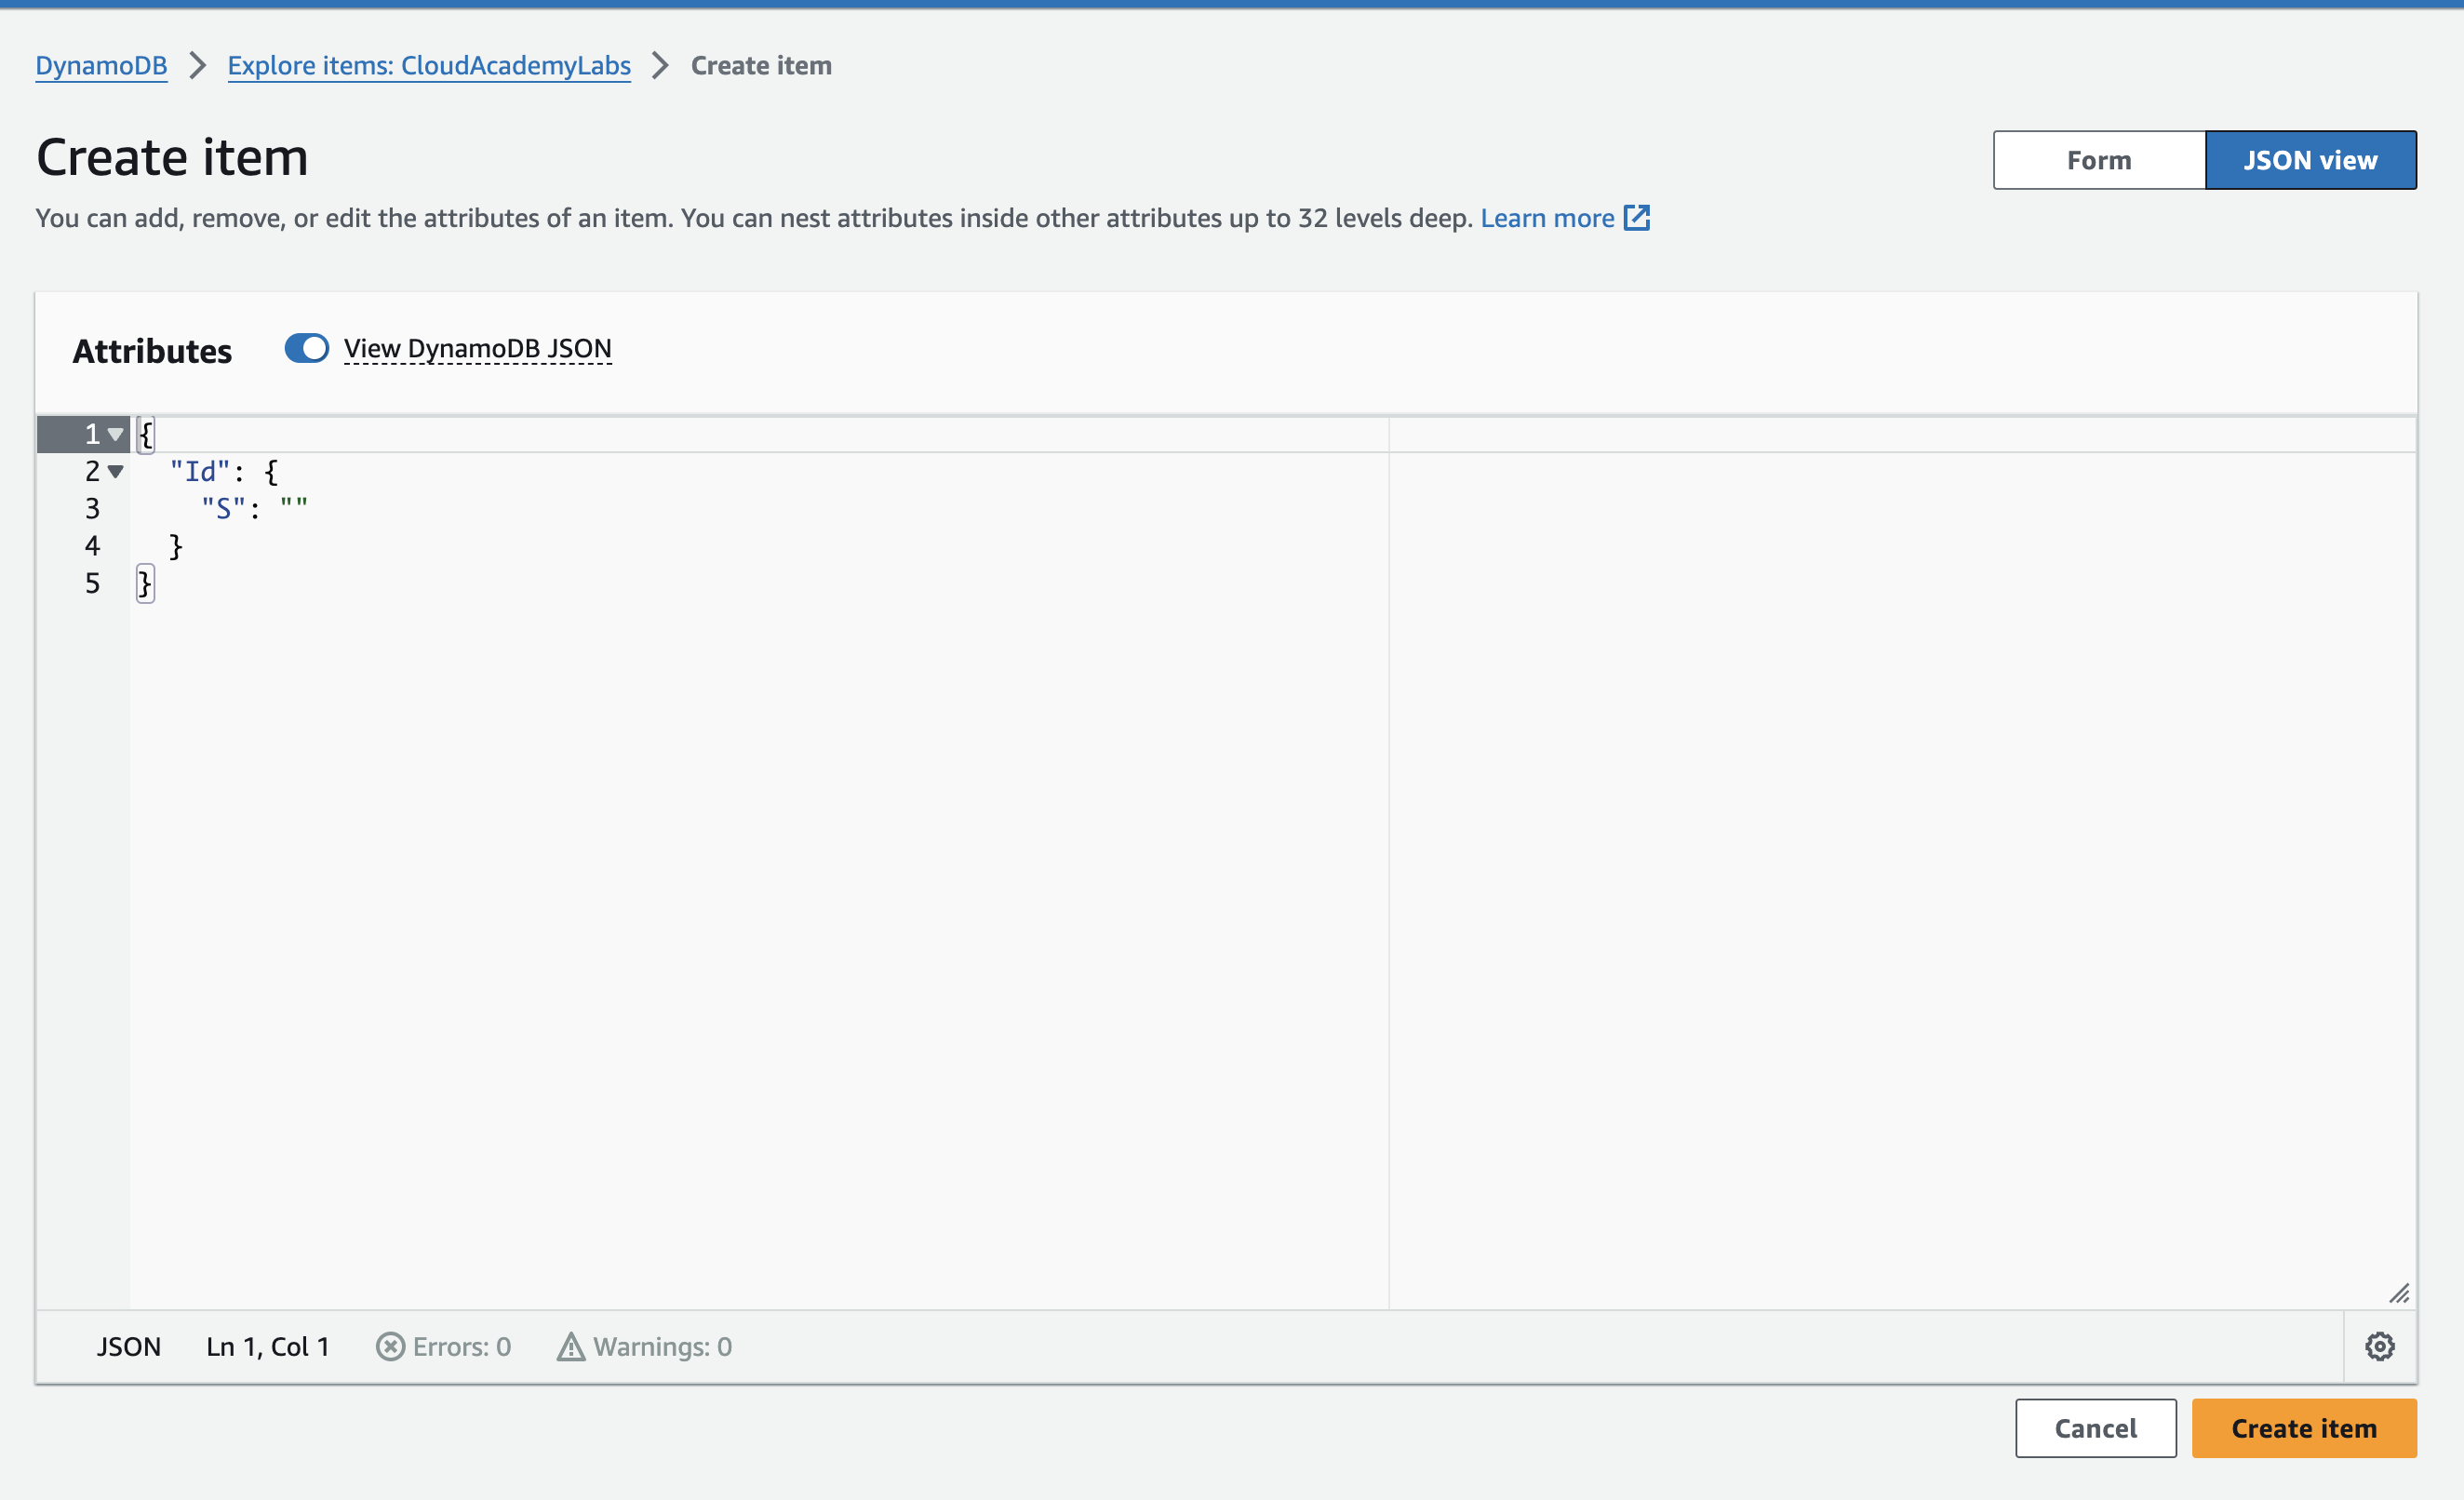 DynamoDB > Explore items: CloudAcademyLabs > Create item
Create item
Form
JSON view
You can add, remove, or edit the attributes of an item. You can nest attributes inside other attributes up to 32 levels deep. Learn more
Attributes
View DynamoDB JSON
1 {
2 "Id": {
3 "S": ""
4 }
5 }
JSON Ln 1, Col 1 Errors: 0 Warnings: 0
Cancel
Create item